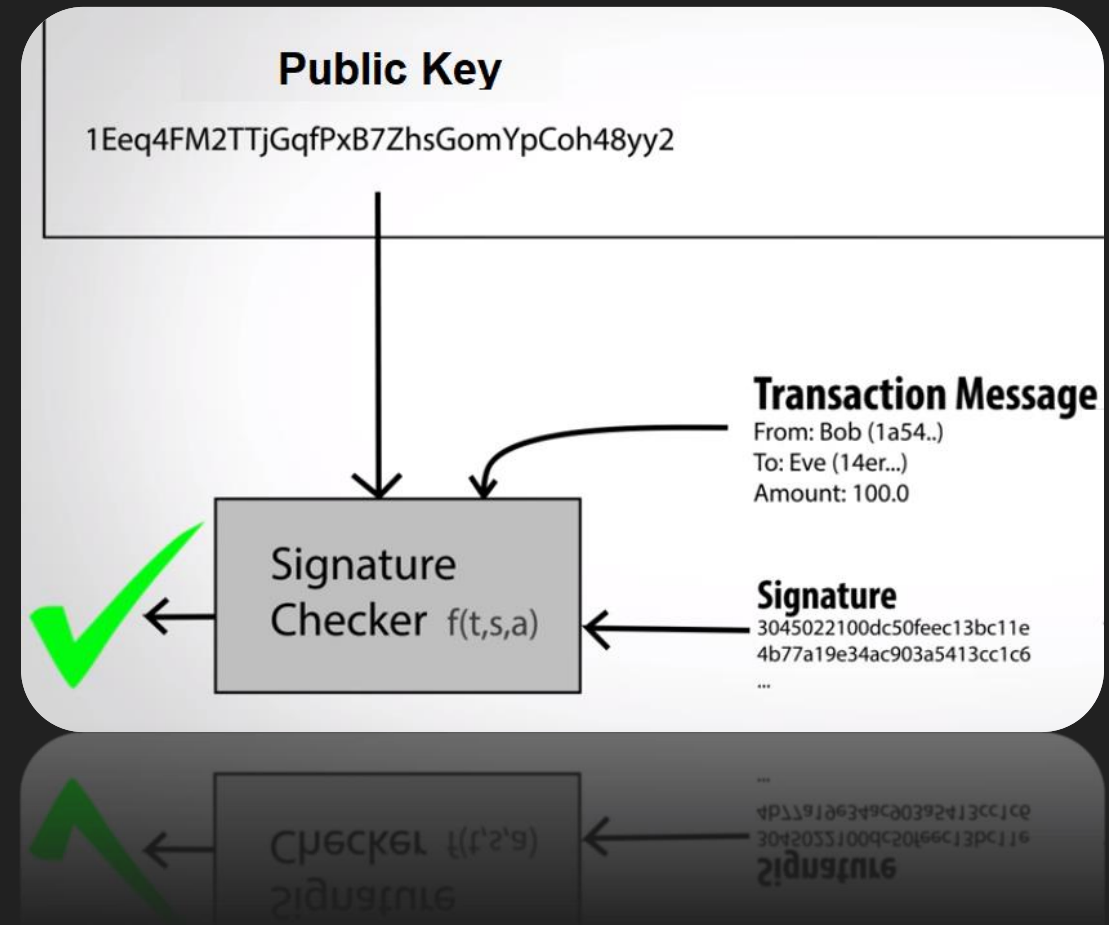 Public Key
1Eeq4FM2TTjGqfPxB7ZhsGomYpCoh48yy2
Transaction Message
From: Bob (1a54..)
To: Eve (14er...)
Amount: 100.0
Signature
Checker f(t,s,a)
Signature
3045022100dc50feec13bc11e
4b77a19e34ac903a5413cc1c6
...